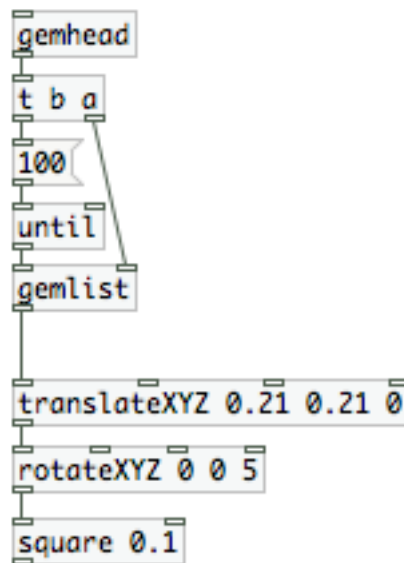 gemhead
t b a
100
until
gemlist
translateXYZ 0.21 0.21 0
rotateXYZ 0 0 5
square 0.1